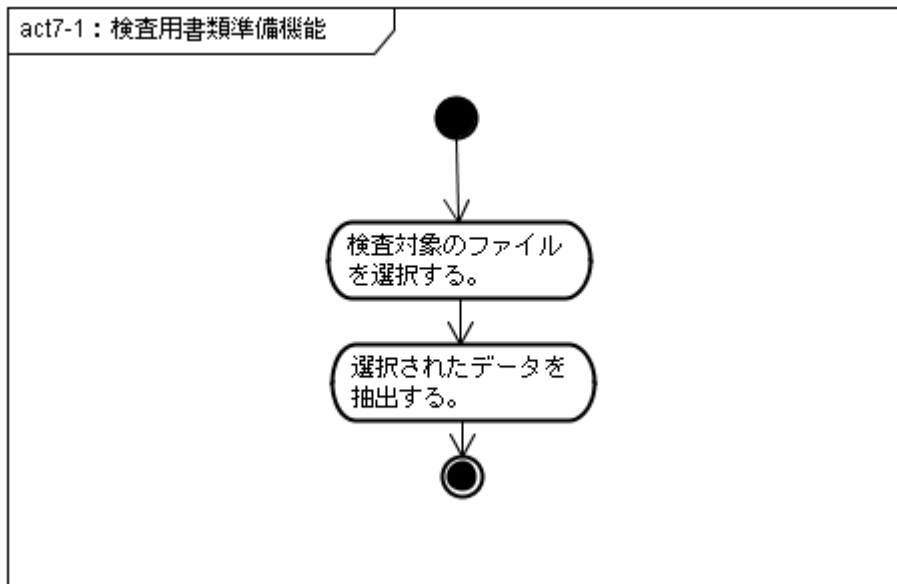 act7-1：検査用書類準備機能
検査対象のファイル
を選択する。
選択されたデータを
抽出する。